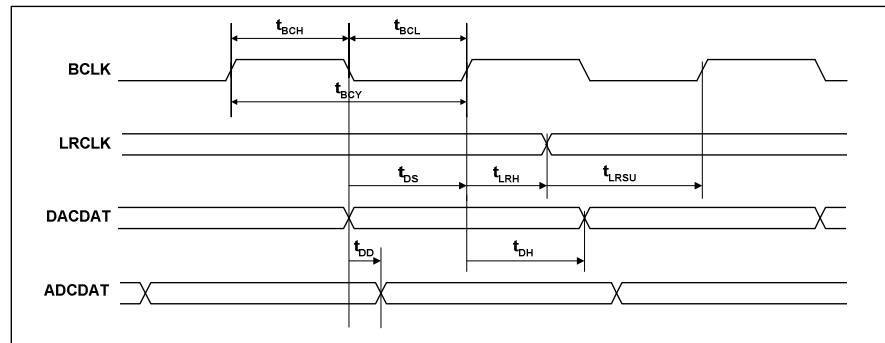 tBCH
tBCL
BCLK
tBCY
LRCLK
tDS
tLRH
tLRSU
DACDAT
tDD
tDH
ADCDAT